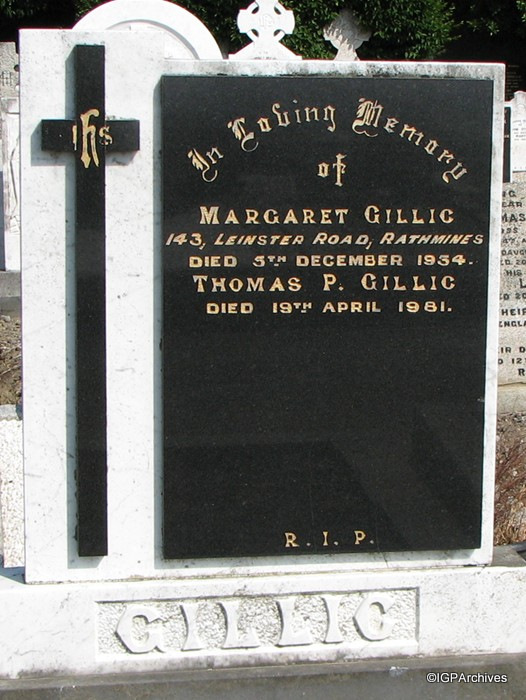 IhS
In Loving Memory
of
MARGARET GILLIC
143, LEINSTER ROAD, RATHMINES
DIED 5TH DECEMBER 1934.
THOMAS P. GILLIC
DIED 19TH APRIL 1981.
R. I. P.
GILLIC
©IGPArchives